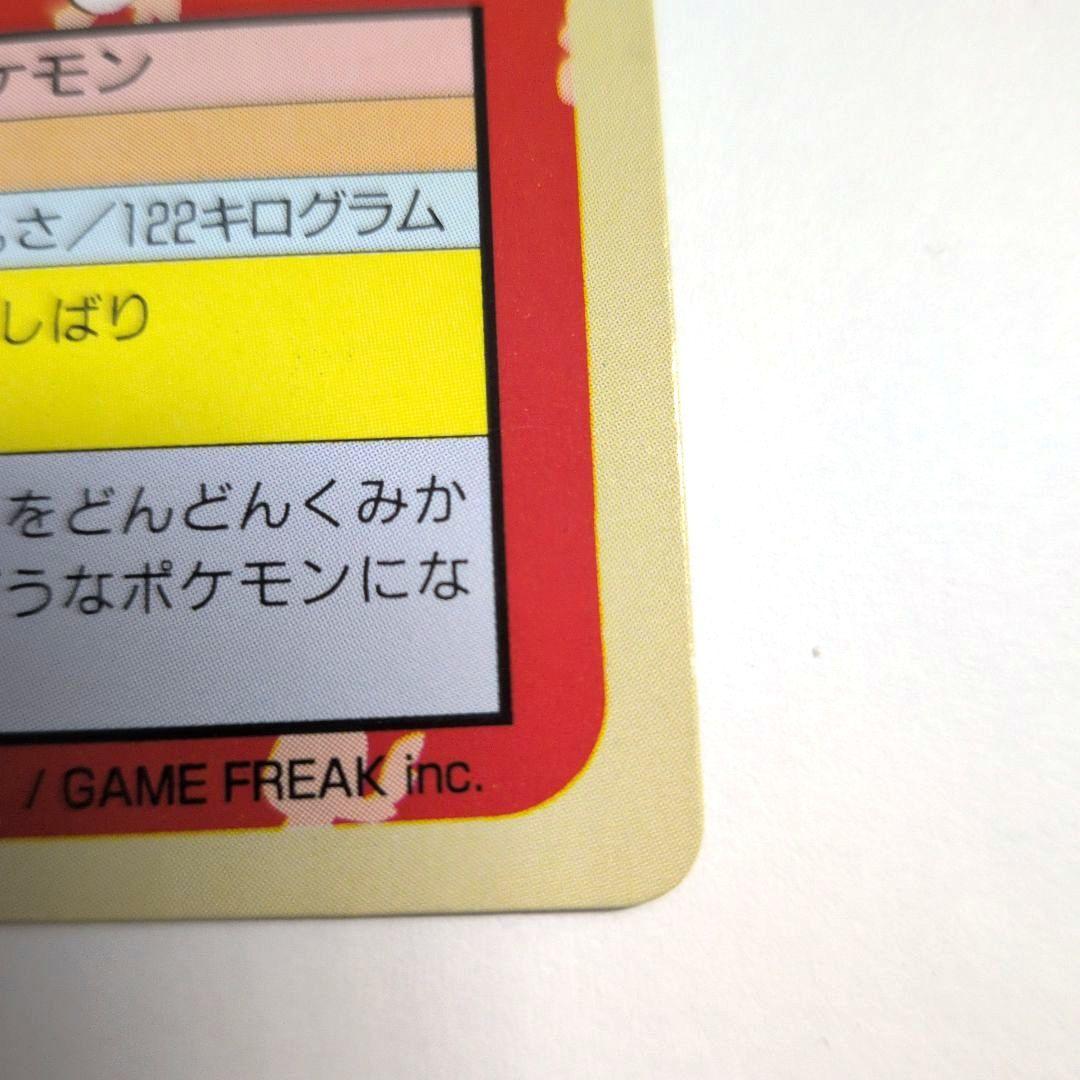 ケモン
さ／122キログラム
しばり
をどんどんくみか
うなポケモンにな
/ GAME FREAK inc.